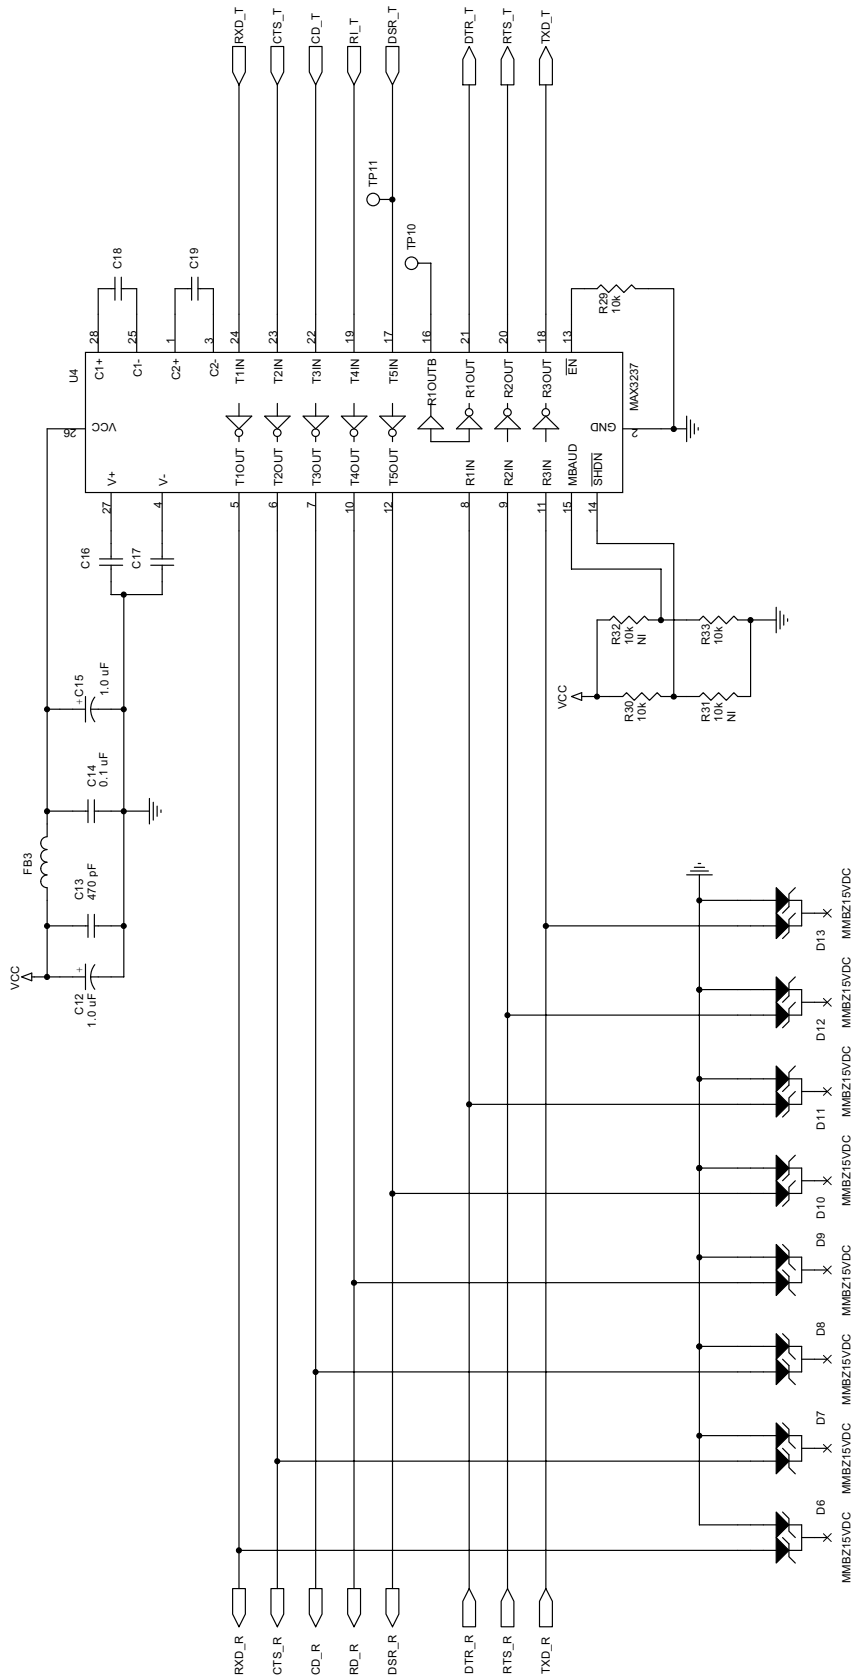 RXD_T
CTS_T
CD_T
RI_T
DSR_T
DTR_T
RTS_T
TXD_T
TP11
TP10
C18
C19
28
25
1
3
24
23
22
19
17
16
21
20
18
13
R29
10k
U4
C1+
C1-
C2+
C2-
T1IN
T2IN
T3IN
T4IN
T5IN
R1OUTB
R1OUT
R2OUT
R3OUT
EN
MAX3237
26
VCC
GND
2
V+
V-
T1OUT
T2OUT
T3OUT
T4OUT
T5OUT
R1IN
R2IN
R3IN
MBAUD
SHDN
27
4
5
6
7
10
12
8
9
11
15
14
C16
C17
R32
10k
NI
R33
10k
VCC
R30
10k
R31
10k
NI
+
C15
1.0 uF
C14
0.1 uF
FB3
C13
470 pF
VCC
+
C12
1.0 uF
D13
MMBZ15VDC
D12
MMBZ15VDC
D11
MMBZ15VDC
D10
MMBZ15VDC
D9
MMBZ15VDC
D8
MMBZ15VDC
D7
MMBZ15VDC
D6
MMBZ15VDC
RXD_R
CTS_R
CD_R
RD_R
DSR_R
DTR_R
RTS_R
TXD_R